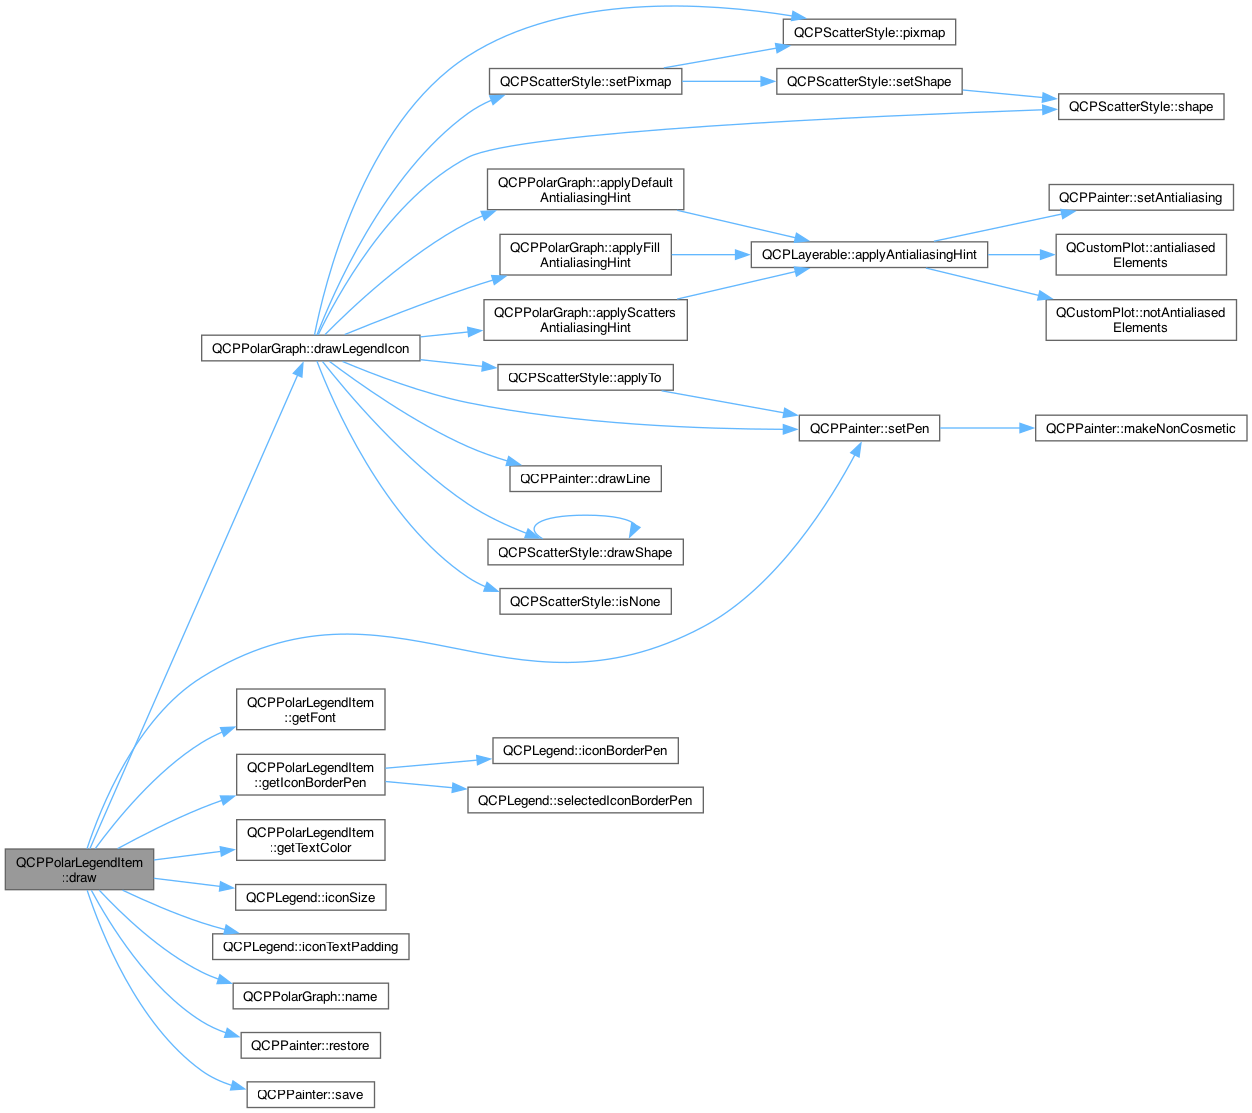 QCPScatterStyle::pixmap
QCPScatterStyle::setPixmap
QCPScatterStyle::setShape
QCPScatterStyle::shape
QCPPolarGraph::applyDefault
AntialiasingHint
QCPPainter::setAntialiasing
QCPPolarGraph::applyFill
AntialiasingHint
QCPLayerable::applyAntialiasingHint
QCustomPlot::antialiased
Elements
QCPPolarGraph::applyScatters
AntialiasingHint
QCustomPlot::notAntialiased
Elements
QCPPolarGraph::drawLegendIcon
QCPScatterStyle::applyTo
QCPPainter::setPen
QCPPainter::makeNonCosmetic
QCPPainter::drawLine
QCPScatterStyle::drawShape
QCPScatterStyle::isNone
QCPPolarLegendItem
::getFont
QCPPolarLegendItem
::getIconBorderPen
QCPLegend::iconBorderPen
QCPLegend::selectedIconBorderPen
QCPPolarLegendItem
::getTextColor
QCPPolarLegendItem
::draw
QCPLegend::iconSize
QCPLegend::iconTextPadding
QCPPolarGraph::name
QCPPainter::restore
QCPPainter::save